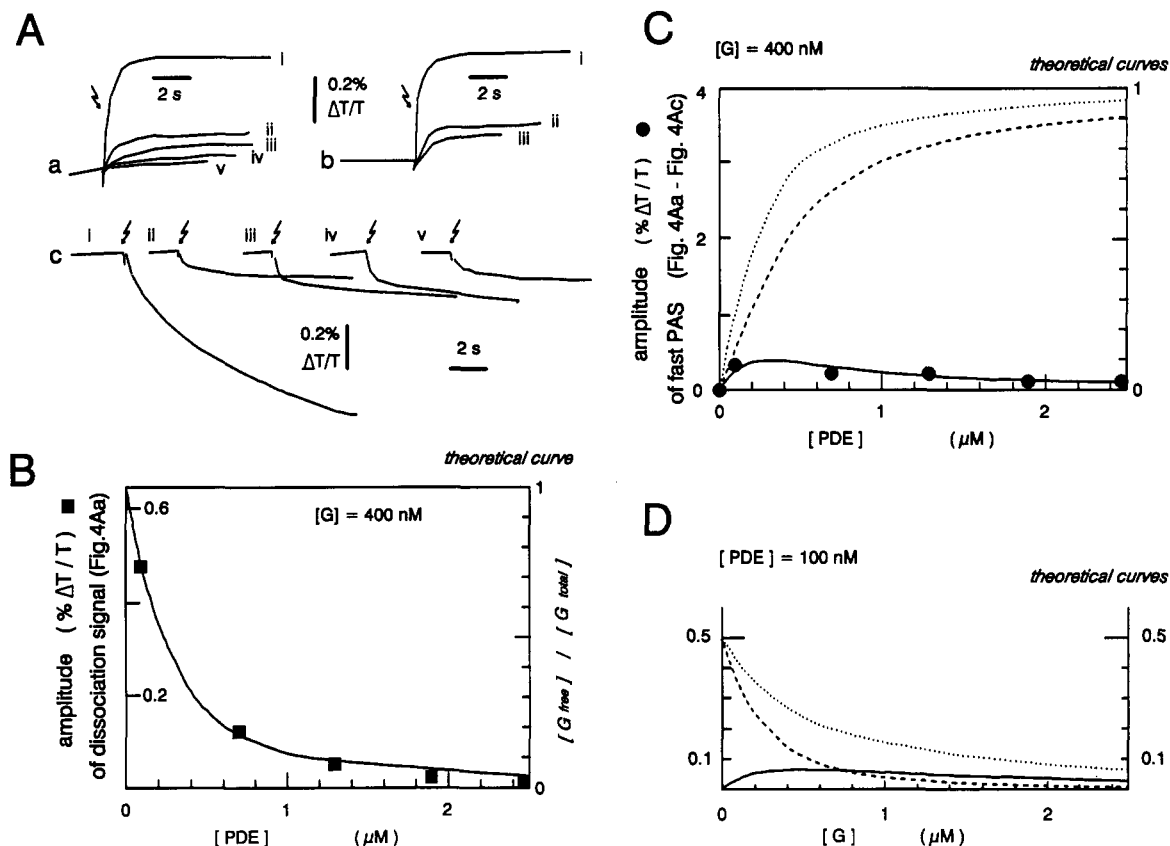 A
i
2 s
ii
iii
iv
v
a
0.2%
ΔT/T
i
2 s
ii
iii
b
i
ii
iii
iv
v
c
0.2%
ΔT/T
2 s
B
theoretical curve
amplitude ( % ΔT / T ) ■
of dissociation signal (Fig.4Aa)
[G] = 400 nM
0.6
0.2
1
0
[ G free ] / [ G total ]
0
1
2
[ PDE ]
( µM )
C
[G] = 400 nM
theoretical curves
amplitude ( % ΔT / T ) ●
of fast PAS (Fig. 4Aa - Fig. 4Ac)
4
2
0
1
0
0
1
2
[ PDE ]
( µM )
D
[ PDE ] = 100 nM
theoretical curves
0.5
0.1
0.5
0.1
0
1
2
[ G ]
( µM )